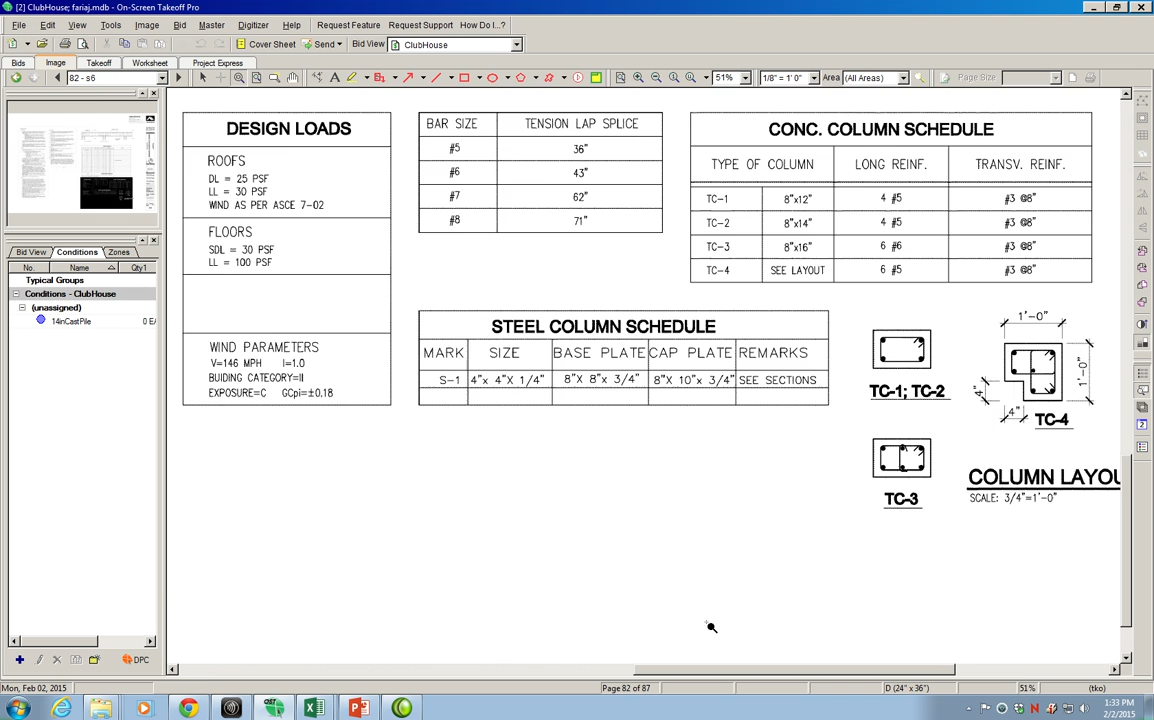 [2] ClubHouse; fariaj.mdb - On-Screen Takeoff Pro
File Edit View Tools Image Bid Master Digitizer Help Request Feature Request Support How Do I...?
Cover Sheet Send Bid View ClubHouse
Bids Image Takeoff Worksheet Project Express
82 - s6 51% 1/8" = 1' 0" Area (All Areas) Page Size
Bid View Conditions Zones
No. Name Qty1
Typical Groups
Conditions - ClubHouse
(unassigned)
14inCastPile 0 EA
DPC
DESIGN LOADS
ROOFS
DL = 25 PSF
LL = 30 PSF
WIND AS PER ASCE 7-02
FLOORS
SDL = 30 PSF
LL = 100 PSF
WIND PARAMETERS
V=146 MPH I=1.0
BUIDING CATEGORY=II
EXPOSURE=C GCpi=±0.18
BAR SIZE TENSION LAP SPLICE
#5 36"
#6 43"
#7 62"
#8 71"
STEEL COLUMN SCHEDULE
MARK SIZE BASE PLATE CAP PLATE REMARKS
S-1 4"x 4"X 1/4" 8"X 8"x 3/4" 8"X 10"x 3/4" SEE SECTIONS
CONC. COLUMN SCHEDULE
TYPE OF COLUMN LONG REINF. TRANSV. REINF.
TC-1 8"x12" 4 #5 #3 @8"
TC-2 8"x14" 4 #5 #3 @8"
TC-3 8"x16" 6 #6 #3 @8"
TC-4 SEE LAYOUT 6 #5 #3 @8"
TC-1; TC-2
1'-0"
1'-0"
4"
4"
TC-4
TC-3
COLUMN LAYOU
SCALE: 3/4"=1'-0"
Mon, Feb 02, 2015 Page 82 of 87 D (24" x 36") 51% (tko)
1:33 PM
2/2/2015